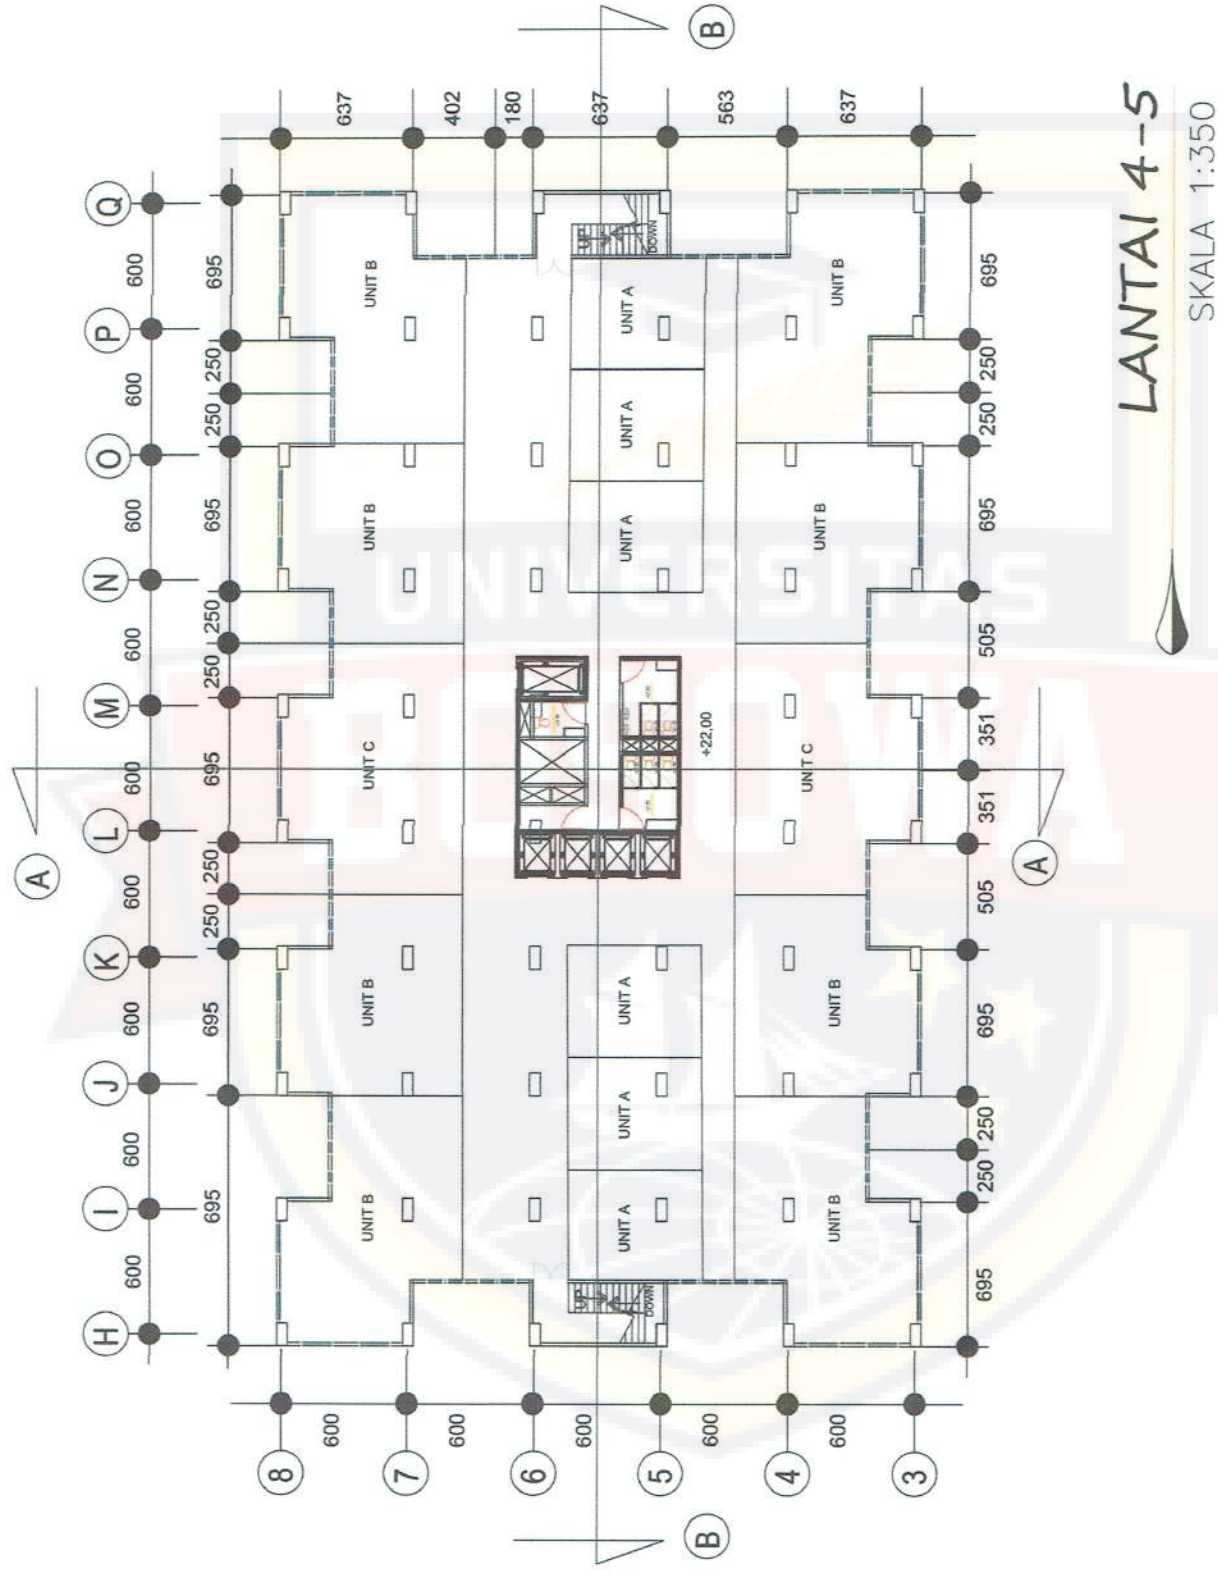 B
637
402
180
637
563
637
Q
P
O
N
M
L
K
J
I
H
600
600
600
600
600
600
600
600
600
695
250
250
695
250
250
695
250
250
695
695
UNIT B
UNIT B
UNIT C
UNIT B
UNIT B
UP
DOWN
UNIT A
UNIT A
UNIT A
UNIT A
UNIT A
UNIT A
UP
DOWN
+22,00
UNIT B
UNIT B
UNIT C
UNIT B
UNIT B
695
250
250
695
505
351
351
505
695
250
250
695
A
A
8
7
6
5
4
3
600
600
600
600
600
B
LANTAI 4-5
SKALA 1:350
UNIVERSITAS
BOSOWA